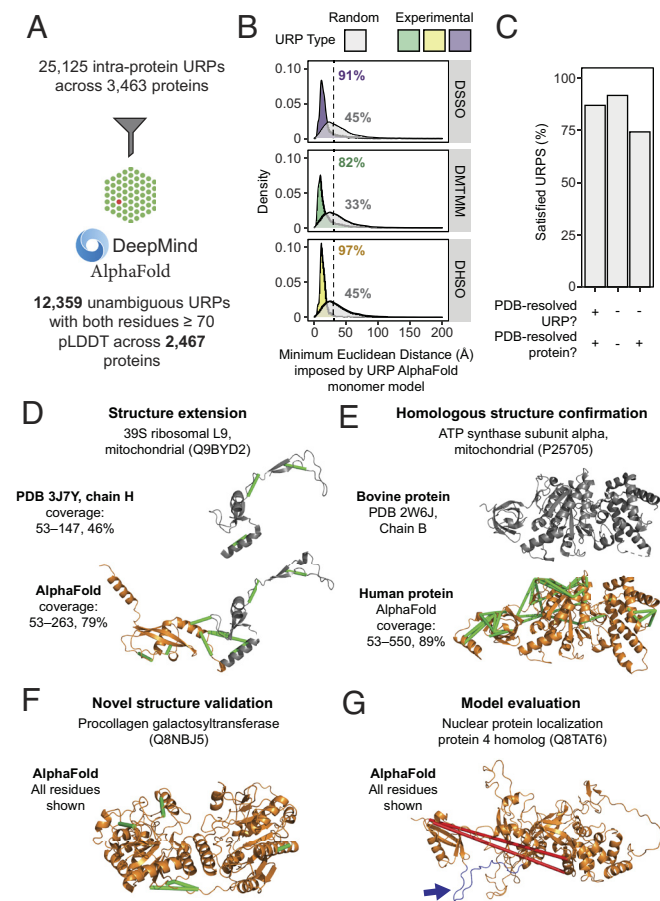 A
25,125 intra-protein URPs
across 3,463 proteins
DeepMind
AlphaFold
12,359 unambiguous URPs
with both residues ≥ 70
pLDDT across 2,467
proteins
B
Random
Experimental
URP Type
0.10
0.05
0
91%
45%
DSSO
0.10
0.05
0
82%
33%
DMTMM
0.10
0.05
0
97%
45%
DHSO
Density
0 50 100 150 200
Minimum Euclidean Distance (Å)
imposed by URP AlphaFold
monomer model
C
100
75
50
25
0
Satisfied URPS (%)
PDB-resolved
URP?
+ - -
PDB-resolved
protein?
+ - +
D
Structure extension
39S ribosomal L9,
mitochondrial (Q9BYD2)
PDB 3J7Y, chain H
coverage:
53–147, 46%
AlphaFold
coverage:
53–263, 79%
E
Homologous structure confirmation
ATP synthase subunit alpha,
mitochondrial (P25705)
Bovine protein
PDB 2W6J,
Chain B
Human protein
AlphaFold
coverage:
53–550, 89%
F
Novel structure validation
Procollagen galactosyltransferase
(Q8NBJ5)
AlphaFold
All residues
shown
G
Model evaluation
Nuclear protein localization
protein 4 homolog (Q8TAT6)
AlphaFold
All residues
shown